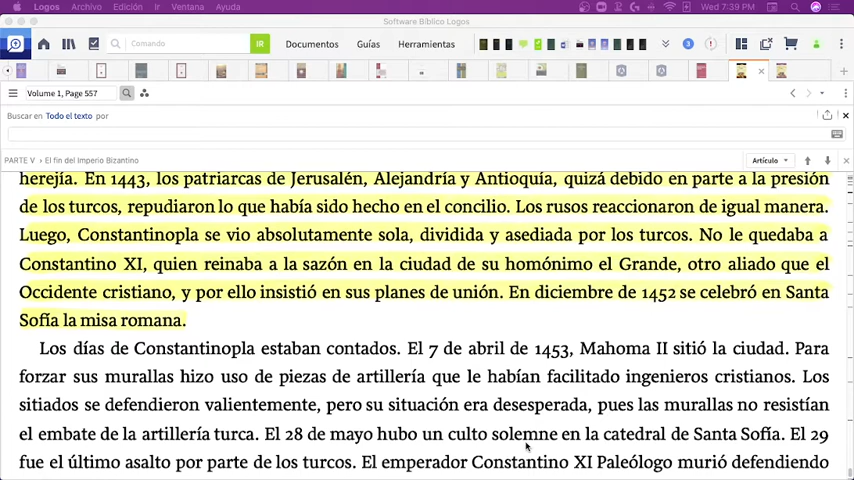 Logos Archivo Edición Ver Ir Ventana Ayuda Wed 7:39 PM
Software Bíblico Logos
Comando IR Documentos Guías Herramientas 3
Volume 1, Page 557
Buscar en Todo el texto por
PARTE V › El fin del Imperio Bizantino Artículo
herejía. En 1443, los patriarcas de Jerusalén, Alejandría y Antioquía, quizá debido en parte a la presión
de los turcos, repudiaron lo que había sido hecho en el concilio. Los rusos reaccionaron de igual manera.
Luego, Constantinopla se vio absolutamente sola, dividida y asediada por los turcos. No le quedaba a
Constantino XI, quien reinaba a la sazón en la ciudad de su homónimo el Grande, otro aliado que el
Occidente cristiano, y por ello insistió en sus planes de unión. En diciembre de 1452 se celebró en Santa
Sofía la misa romana.
Los días de Constantinopla estaban contados. El 7 de abril de 1453, Mahoma II sitió la ciudad. Para
forzar sus murallas hizo uso de piezas de artillería que le habían facilitado ingenieros cristianos. Los
sitiados se defendieron valientemente, pero su situación era desesperada, pues las murallas no resistían
el embate de la artillería turca. El 28 de mayo hubo un culto solemne en la catedral de Santa Sofía. El 29
fue el último asalto por parte de los turcos. El emperador Constantino XI Paleólogo murió defendiendo